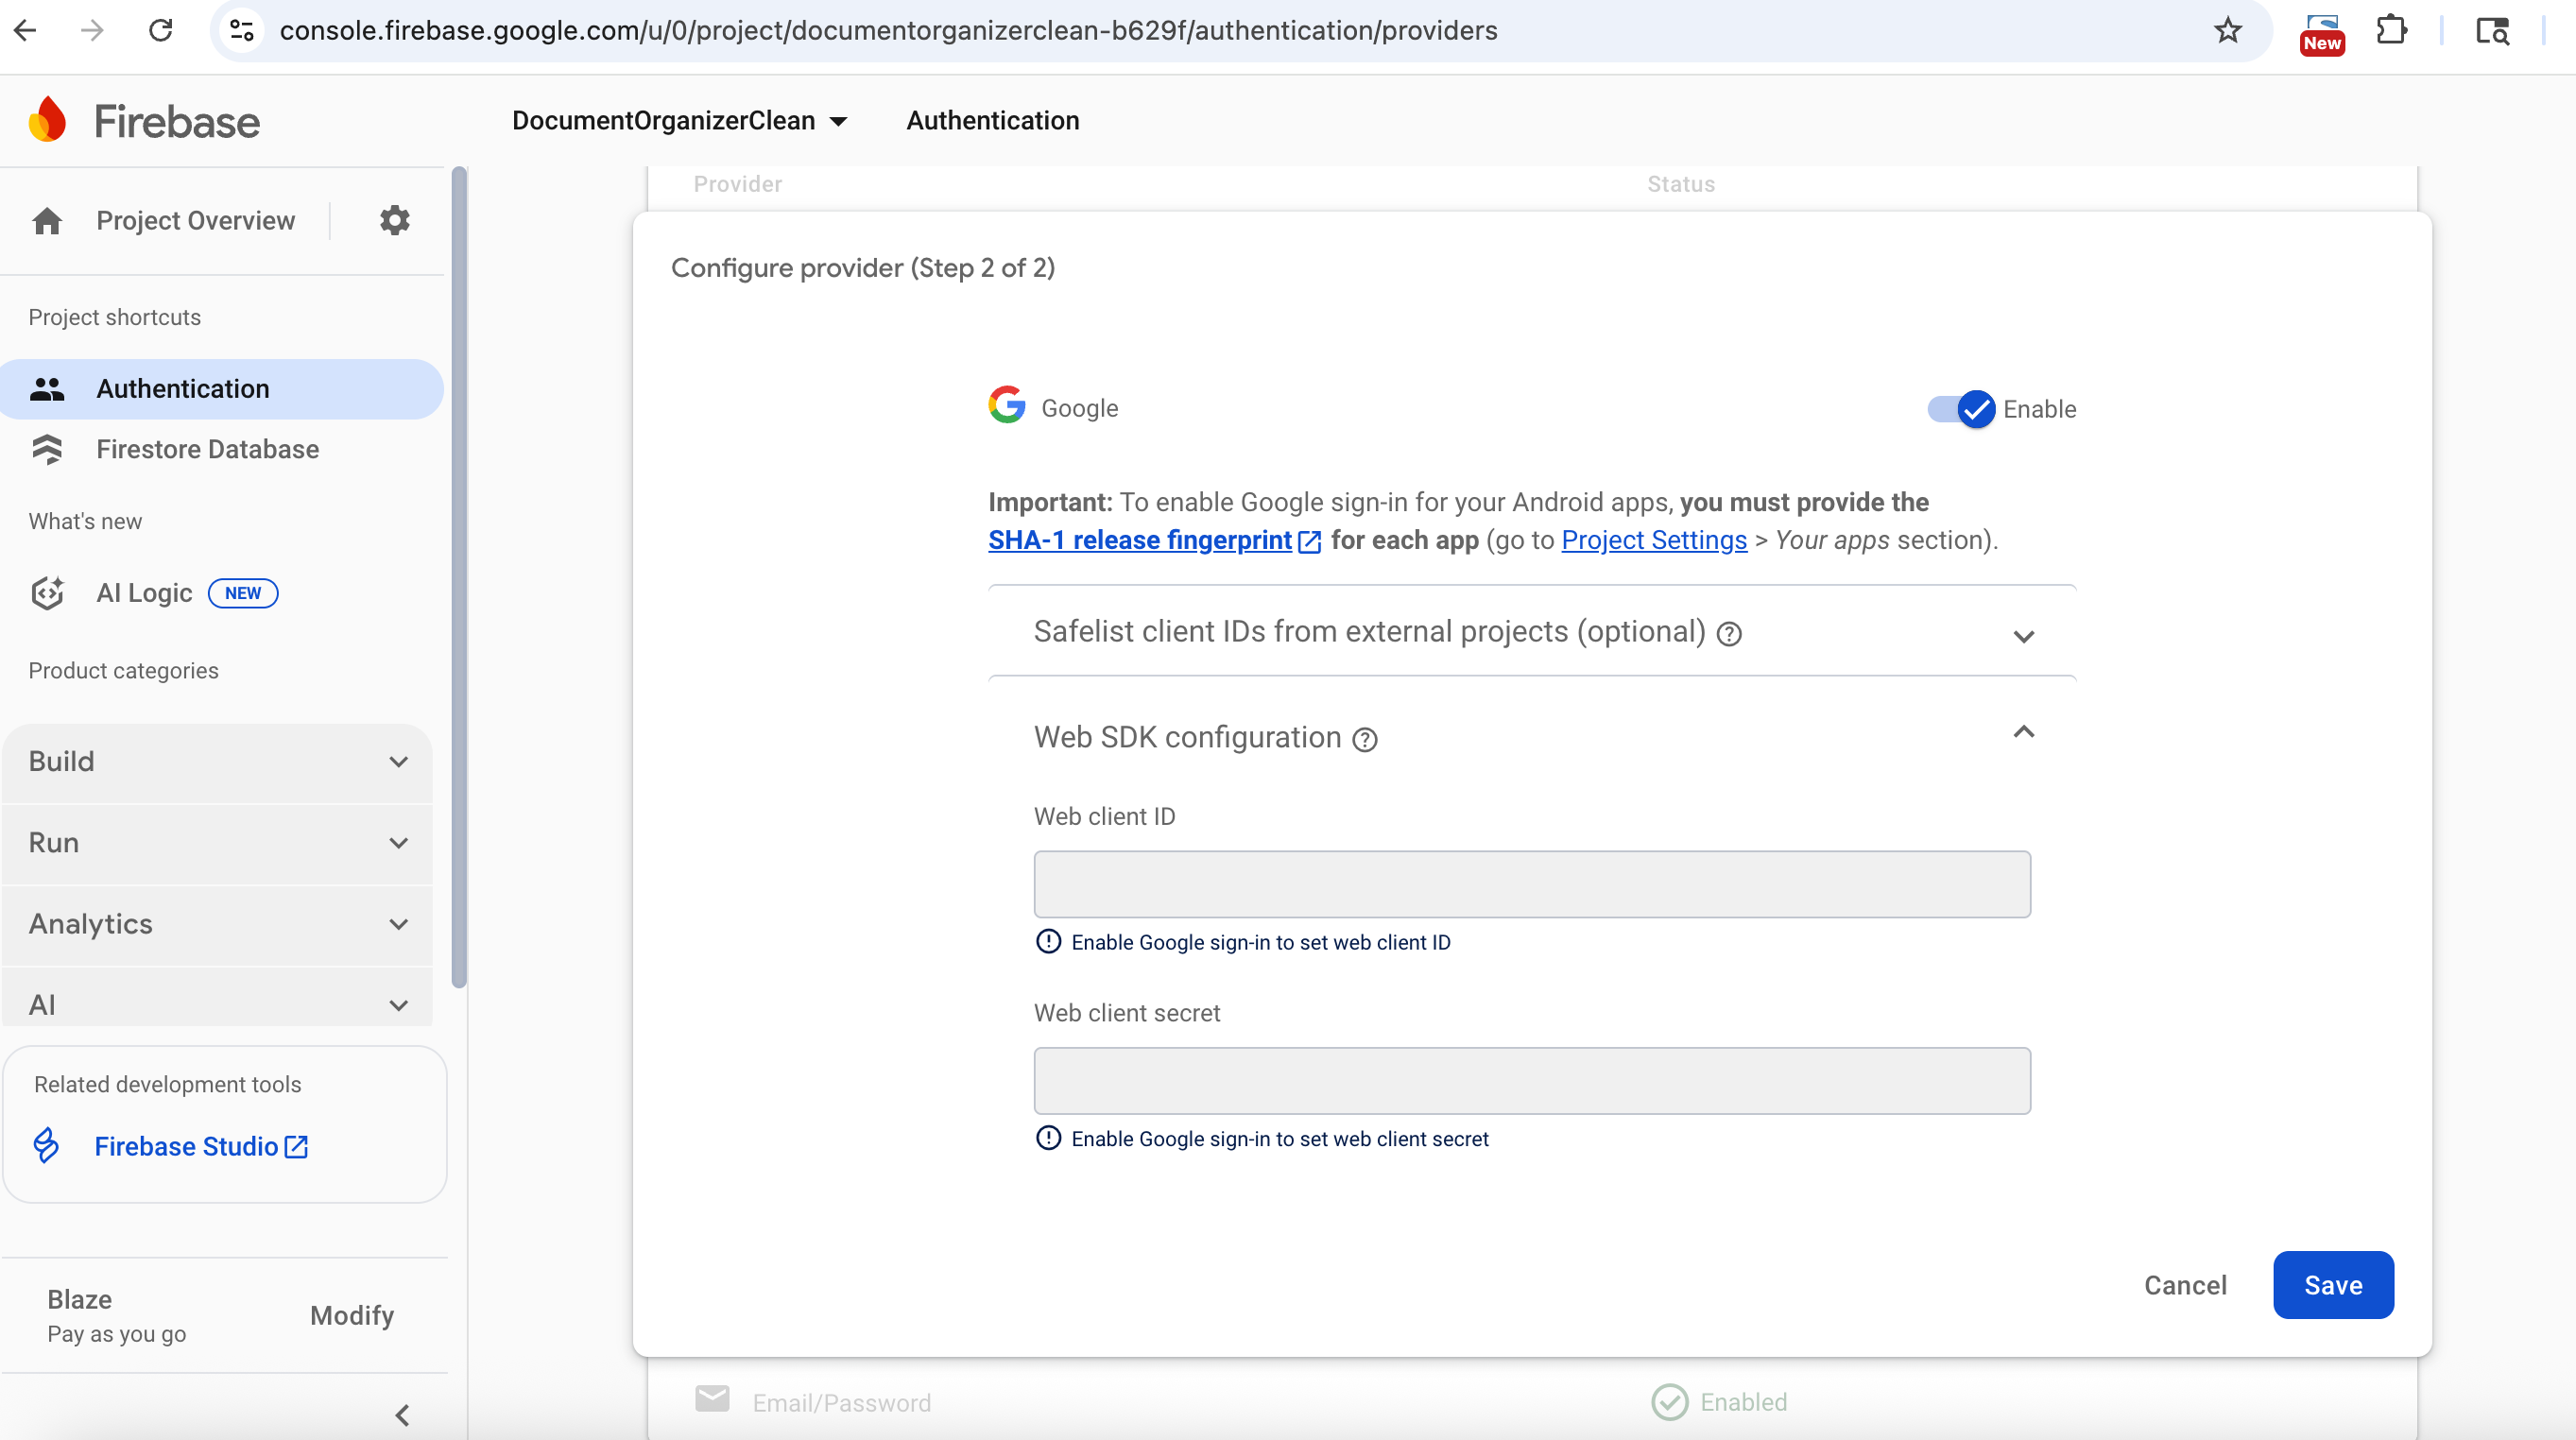 console.firebase.google.com/u/0/project/documentorganizerclean-b629f/authentication/providers
New
Firebase
DocumentOrganizerClean
Authentication
Project Overview
Project shortcuts
Authentication
Firestore Database
What's new
AI Logic NEW
Product categories
Build
Run
Analytics
AI
Related development tools
Firebase Studio
Blaze
Pay as you go
Modify
Provider
Status
Configure provider (Step 2 of 2)
Google
Enable
Important: To enable Google sign-in for your Android apps, you must provide the
SHA-1 release fingerprint for each app (go to Project Settings > Your apps section).
Safelist client IDs from external projects (optional)
Web SDK configuration
Web client ID
Enable Google sign-in to set web client ID
Web client secret
Enable Google sign-in to set web client secret
Cancel
Save
Email/Password
Enabled